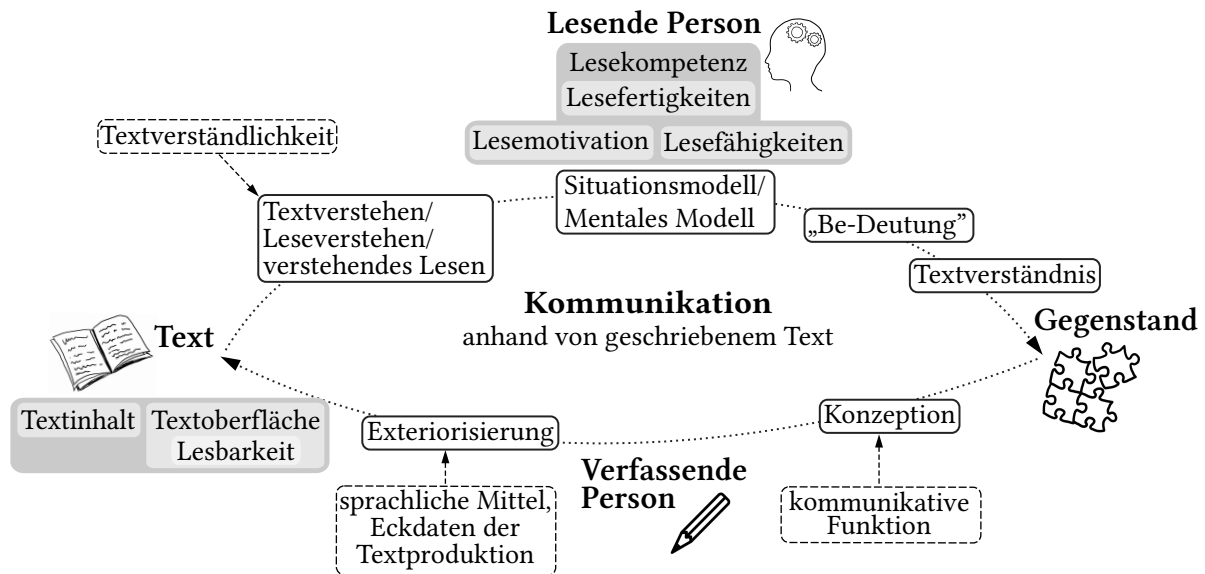 Lesende Person
Lesekompetenz
Lesefertigkeiten
Lesemotivation
Lesefähigkeiten
Textverständlichkeit
Textverstehen/
Leseverstehen/
verstehendes Lesen
Situationsmodell/
Mentales Modell
„Be-Deutung”
Textverständnis
Kommunikation
anhand von geschriebenem Text
Text
Gegenstand
Textinhalt
Textoberfläche
Lesbarkeit
Exteriorisierung
Konzeption
Verfassende
Person
sprachliche Mittel,
Eckdaten der
Textproduktion
kommunikative
Funktion